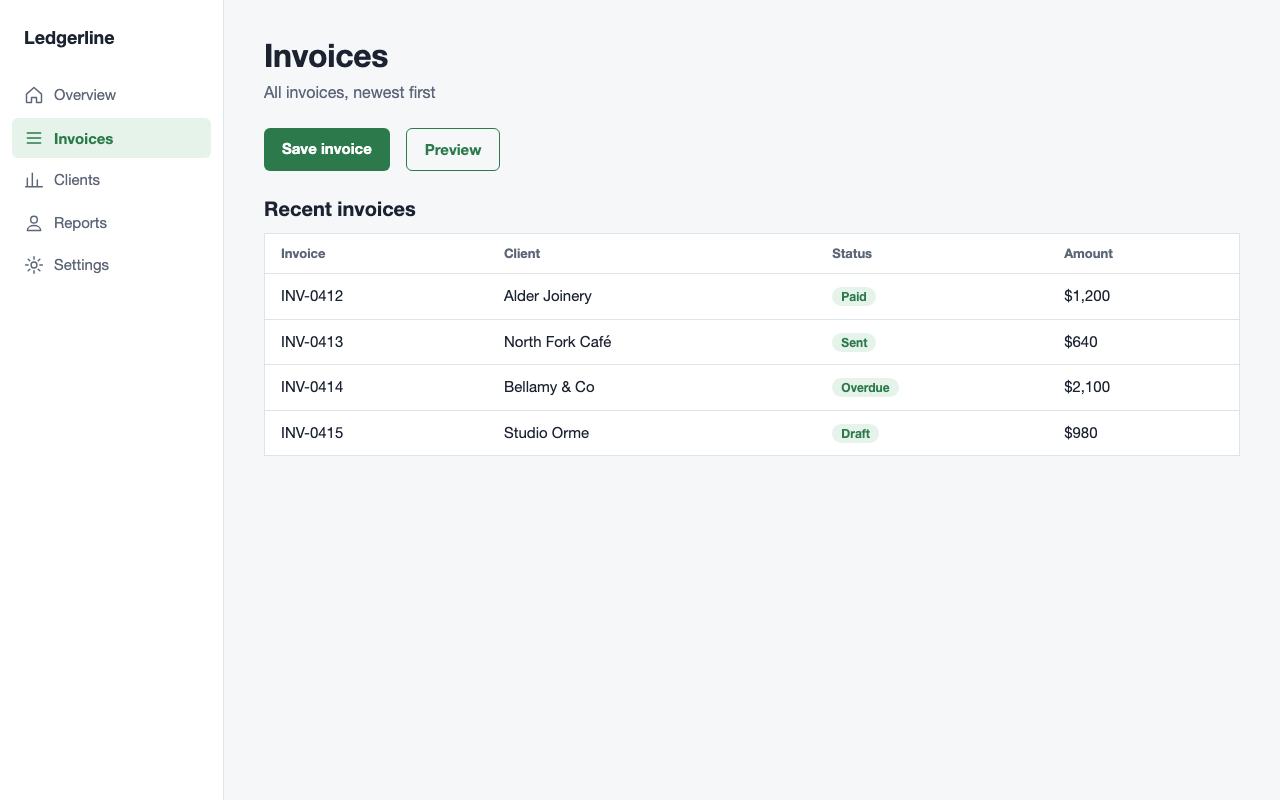 Ledgerline
Overview
Invoices
Clients
Reports
Settings
Invoices
All invoices, newest first
Save invoice Preview
Recent invoices
Invoice Client Status Amount
INV-0412 Alder Joinery Paid $1,200
INV-0413 North Fork Café Sent $640
INV-0414 Bellamy & Co Overdue $2,100
INV-0415 Studio Orme Draft $980